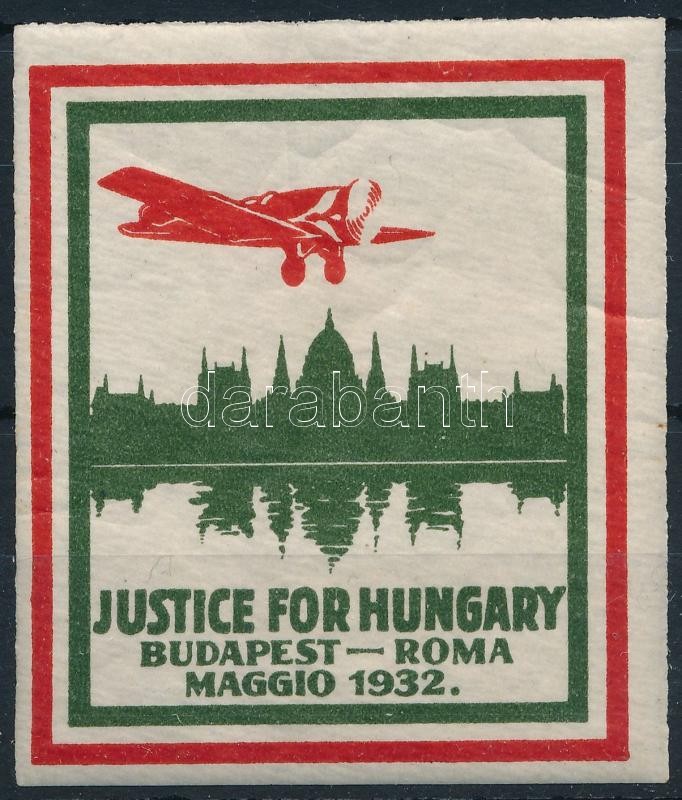 darabanth
JUSTICE FOR HUNGARY
BUDAPEST — ROMA
MAGGIO 1932.